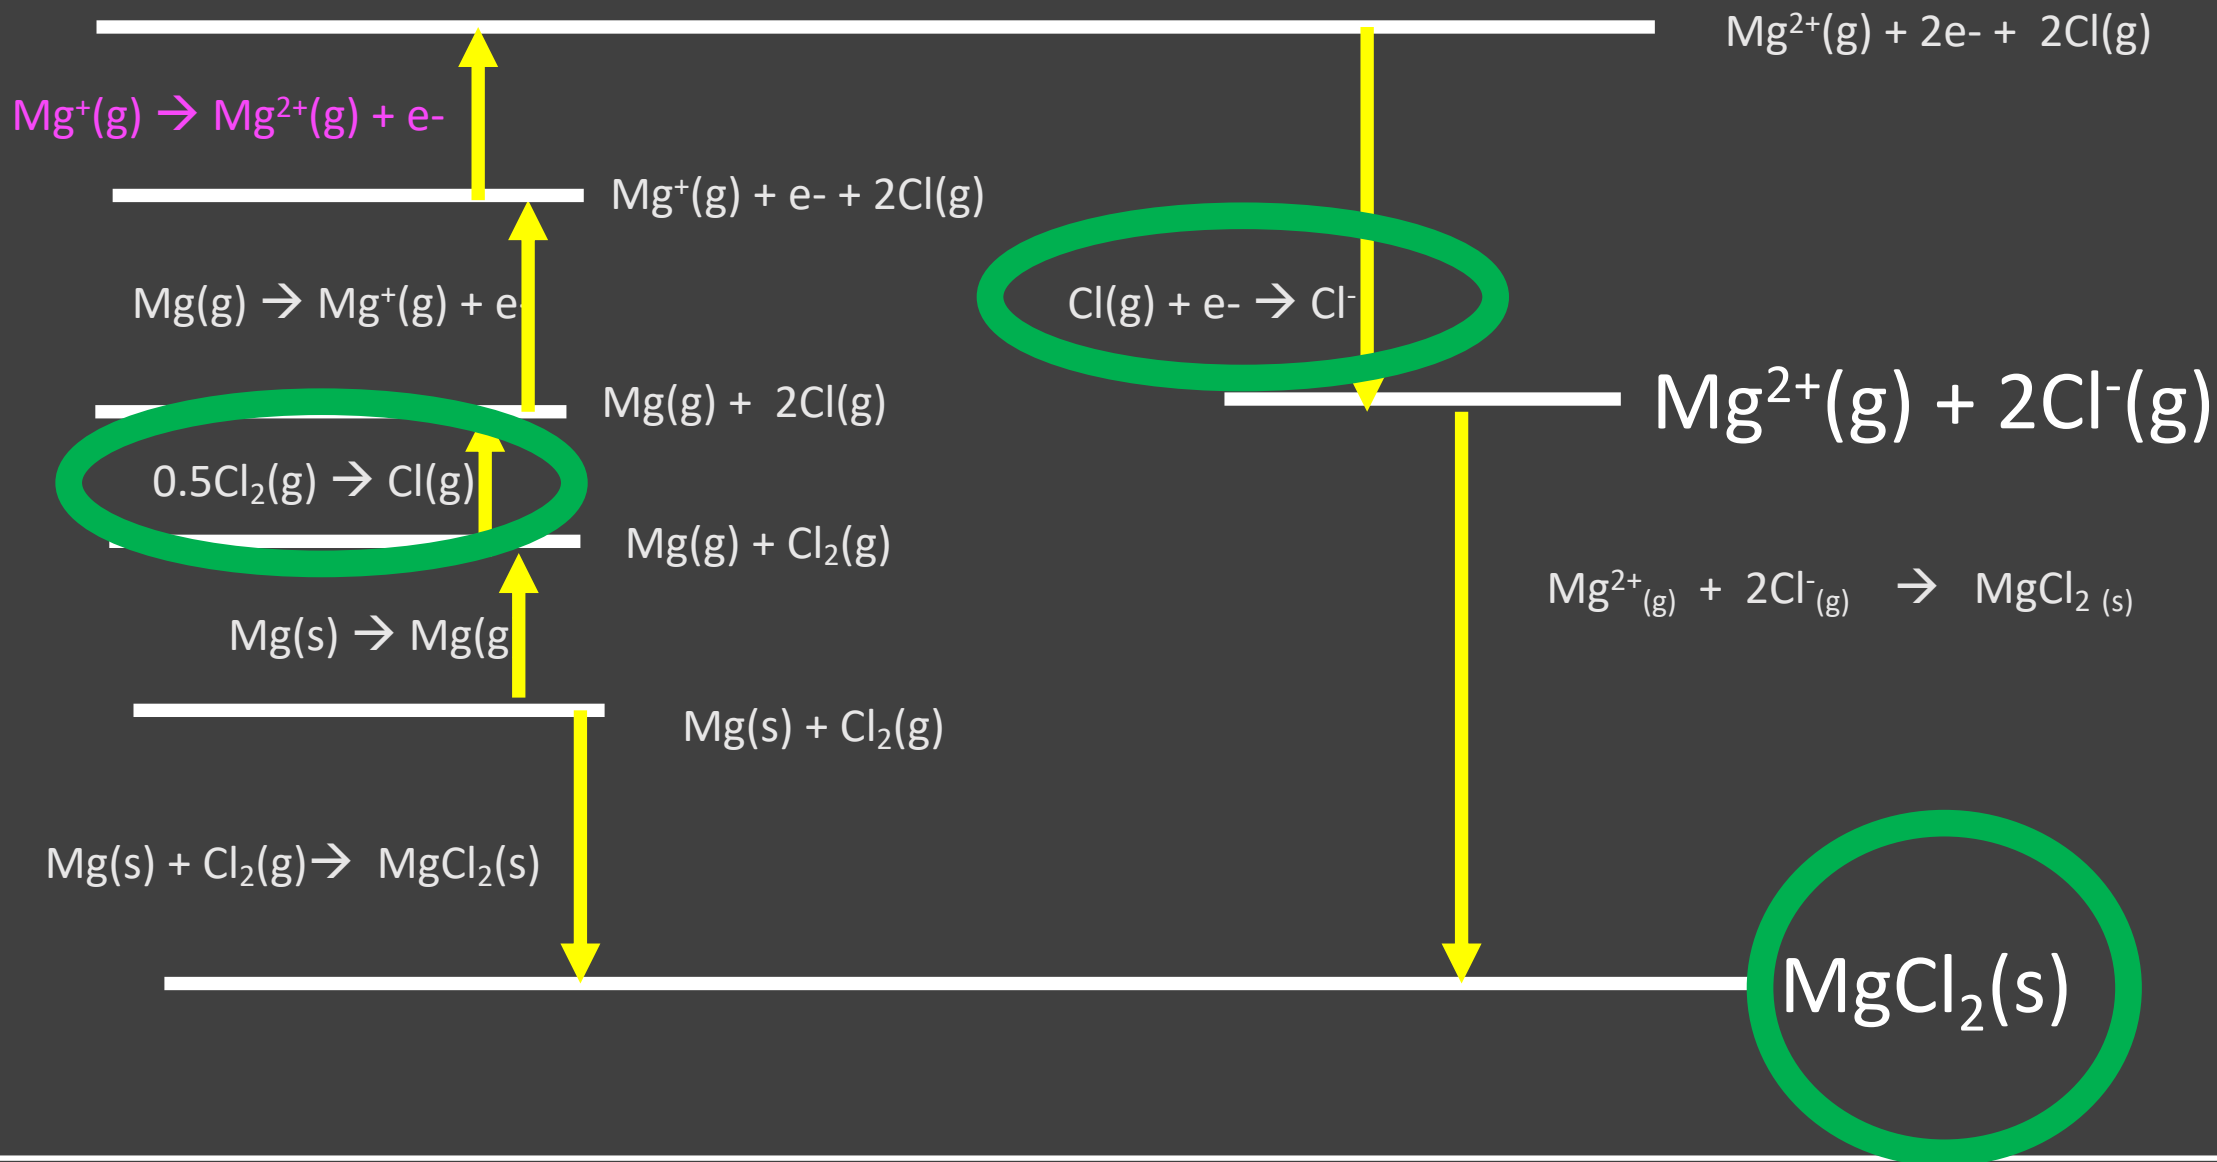 Mg²⁺(g) + 2e- + 2Cl(g)
Mg⁺(g) → Mg²⁺(g) + e-
Mg⁺(g) + e- + 2Cl(g)
Mg(g) → Mg⁺(g) + e-
Cl(g) + e- → Cl⁻
Mg(g) + 2Cl(g)
Mg²⁺(g) + 2Cl⁻(g)
0.5Cl₂(g) → Cl(g)
Mg(g) + Cl₂(g)
Mg²⁺(g) + 2Cl⁻(g) → MgCl₂ (s)
Mg(s) → Mg(g
Mg(s) + Cl₂(g)
Mg(s) + Cl₂(g)→ MgCl₂(s)
MgCl₂(s)